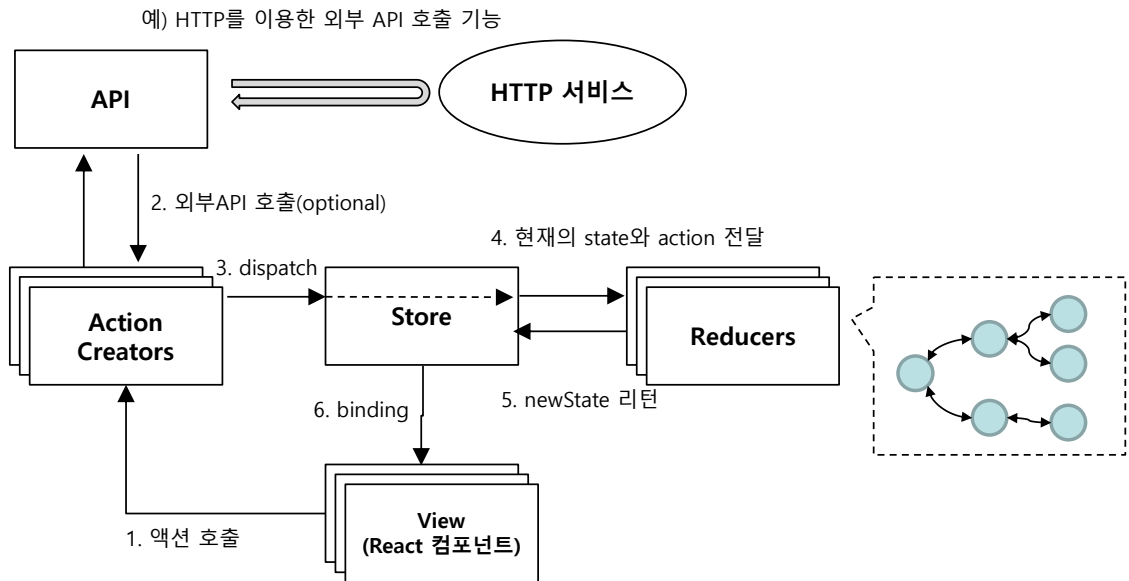 예) HTTP를 이용한 외부 API 호출 기능
API
HTTP 서비스
2. 외부API 호출(optional)
4. 현재의 state와 action 전달
3. dispatch
Action
Creators
Store
Reducers
6. binding
5. newState 리턴
1. 액션 호출
View
(React 컴포넌트)